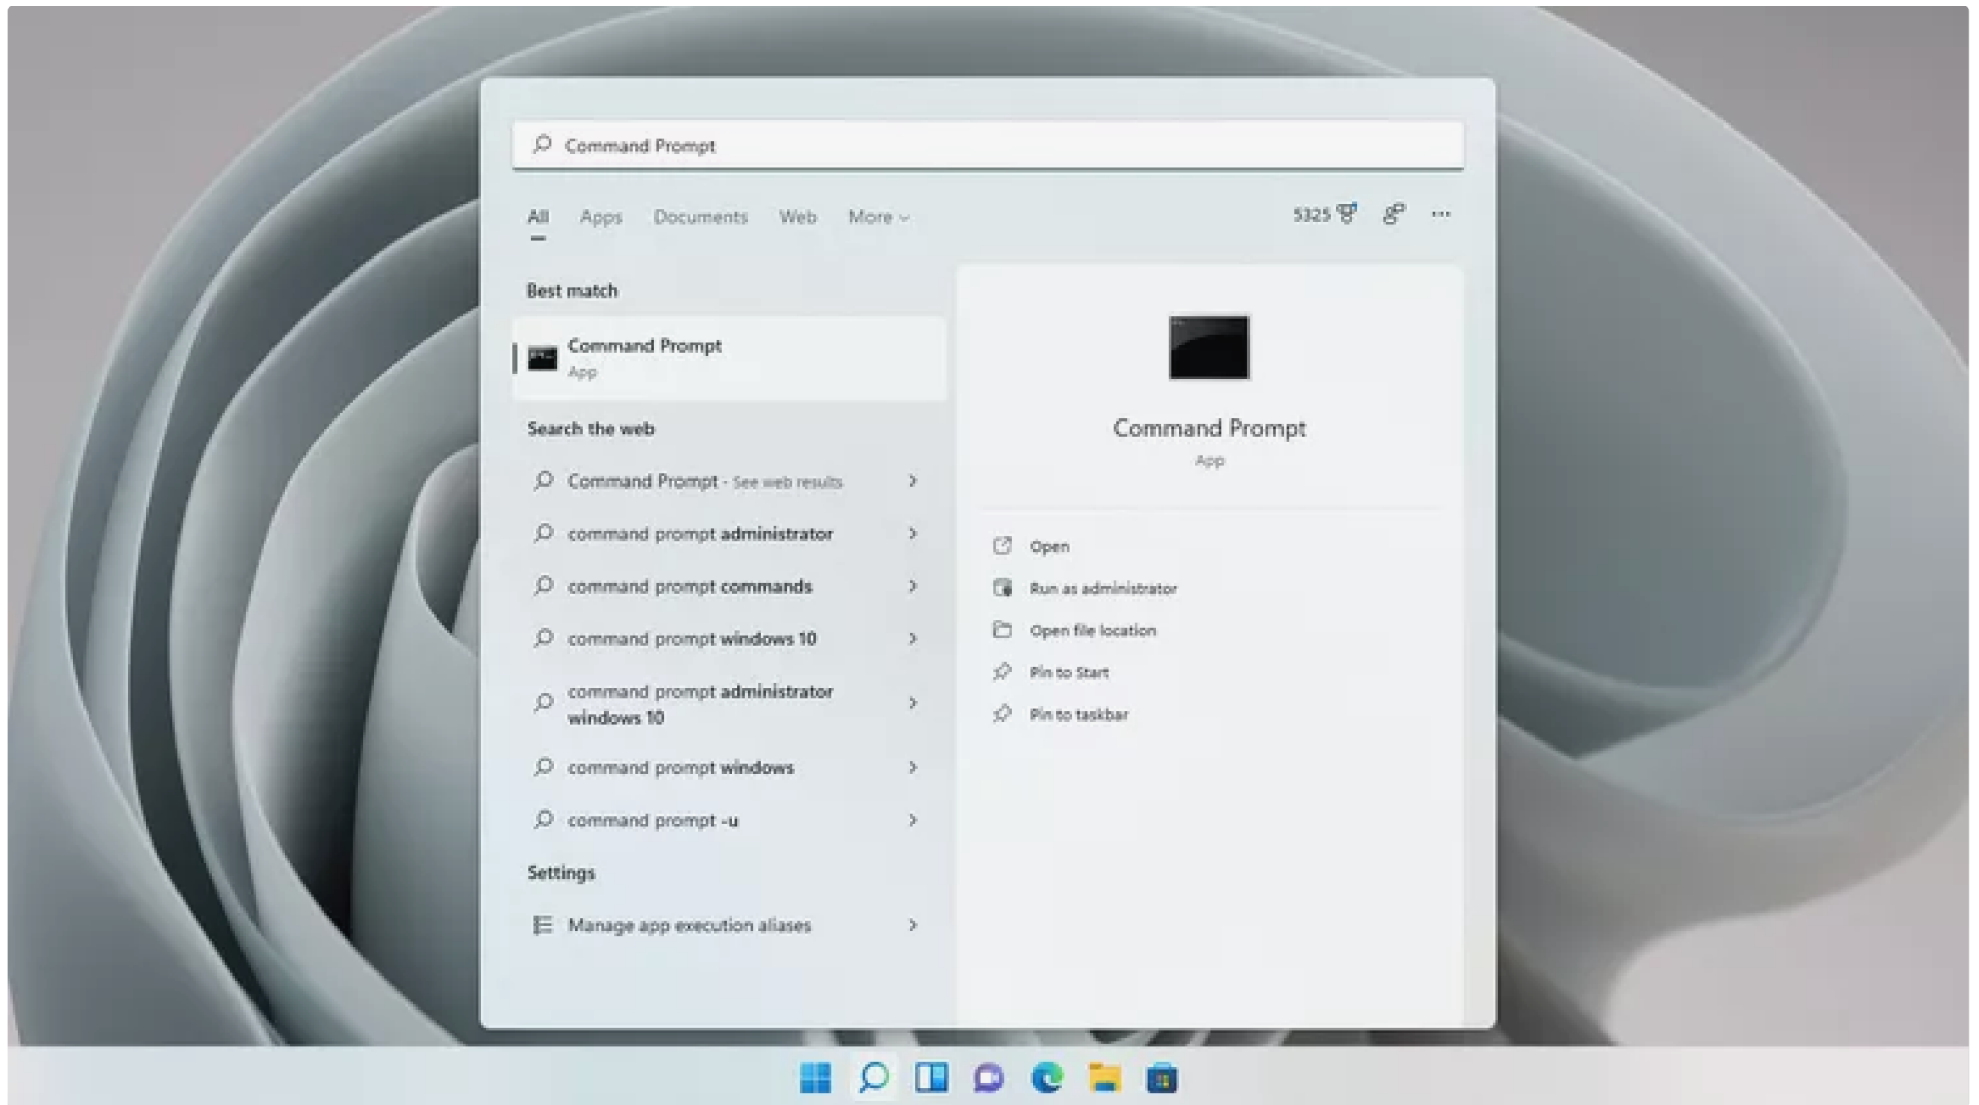 Command Prompt
All Apps Documents Web More
5325
Best match
Command Prompt
App
Search the web
Command Prompt - See web results
command prompt administrator
command prompt commands
command prompt windows 10
command prompt administrator
windows 10
command prompt windows
command prompt -u
Settings
Manage app execution aliases
Command Prompt
App
Open
Run as administrator
Open file location
Pin to Start
Pin to taskbar